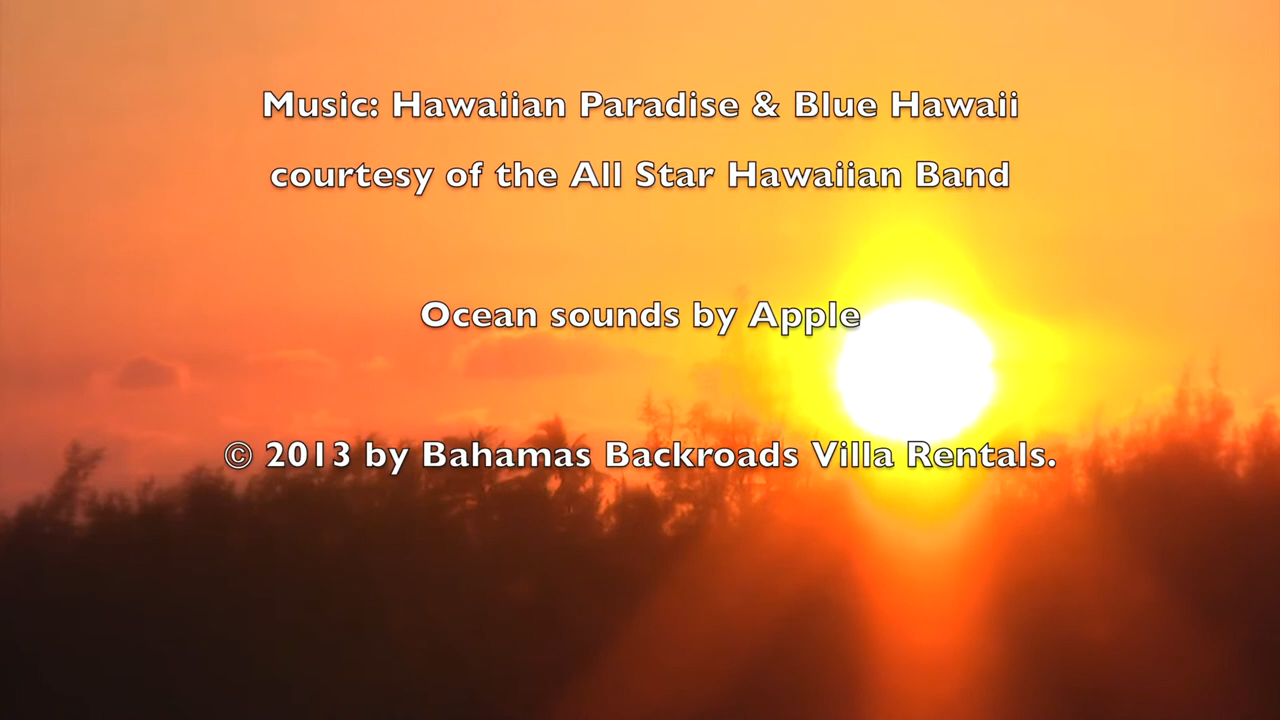 Music: Hawaiian Paradise & Blue Hawaii
courtesy of the All Star Hawaiian Band
Ocean sounds by Apple
© 2013 by Bahamas Backroads Villa Rentals.